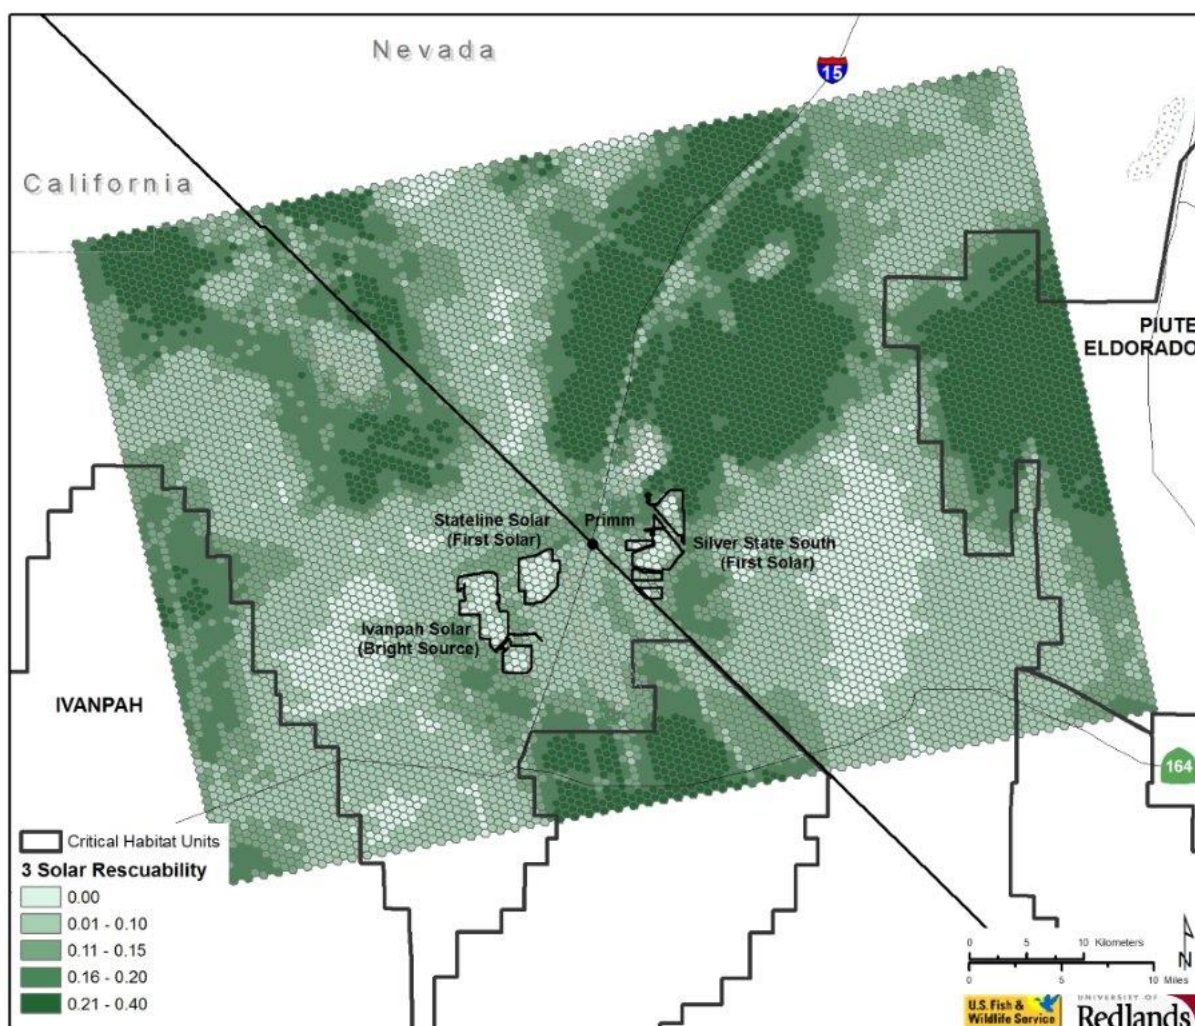 Nevada
15
California
PIUTE
ELDORADO
Stateline Solar
(First Solar)
Primm
Silver State South
(First Solar)
Ivanpah Solar
(Bright Source)
IVANPAH
164
Critical Habitat Units
3 Solar Rescuability
0.00
0.01 - 0.10
0.11 - 0.15
0.16 - 0.20
0.21 - 0.40
0 5 10 Kilometers
0 5 10 Miles
N
U.S. Fish &
Wildlife Service
UNIVERSITY OF
Redlands